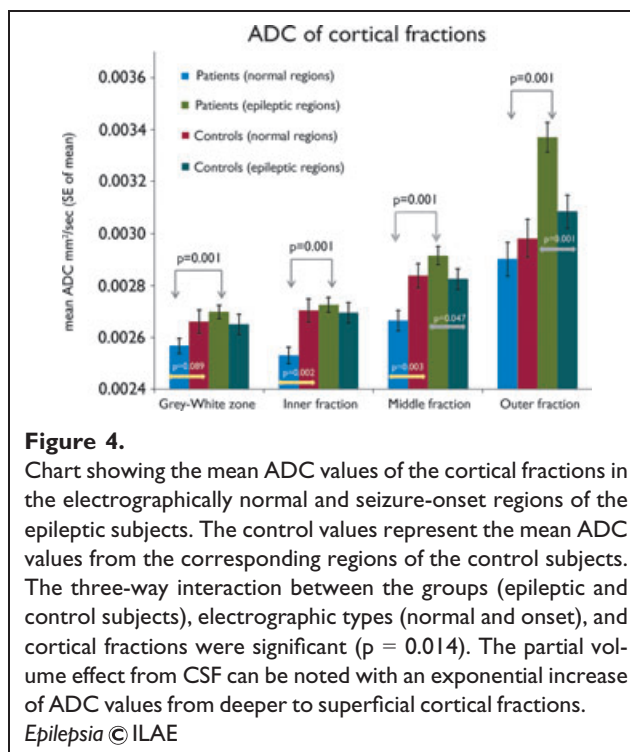 ADC of cortical fractions
0.0036
0.0034
0.0032
0.0030
0.0028
0.0026
0.0024
mean ADC mm²/sec (SE of mean)
Patients (normal regions)
Patients (epileptic regions)
Controls (normal regions)
Controls (epileptic regions)
p=0.001
p=0.001
p=0.001
p=0.001
p=0.089
p=0.002
p=0.003
p=0.047
p=0.001
Grey-White zone
Inner fraction
Middle fraction
Outer fraction
Figure 4.
Chart showing the mean ADC values of the cortical fractions in
the electrographically normal and seizure-onset regions of the
epileptic subjects. The control values represent the mean ADC
values from the corresponding regions of the control subjects.
The three-way interaction between the groups (epileptic and
control subjects), electrographic types (normal and onset), and
cortical fractions were significant (p = 0.014). The partial vol-
ume effect from CSF can be noted with an exponential increase
of ADC values from deeper to superficial cortical fractions.
Epilepsia © ILAE